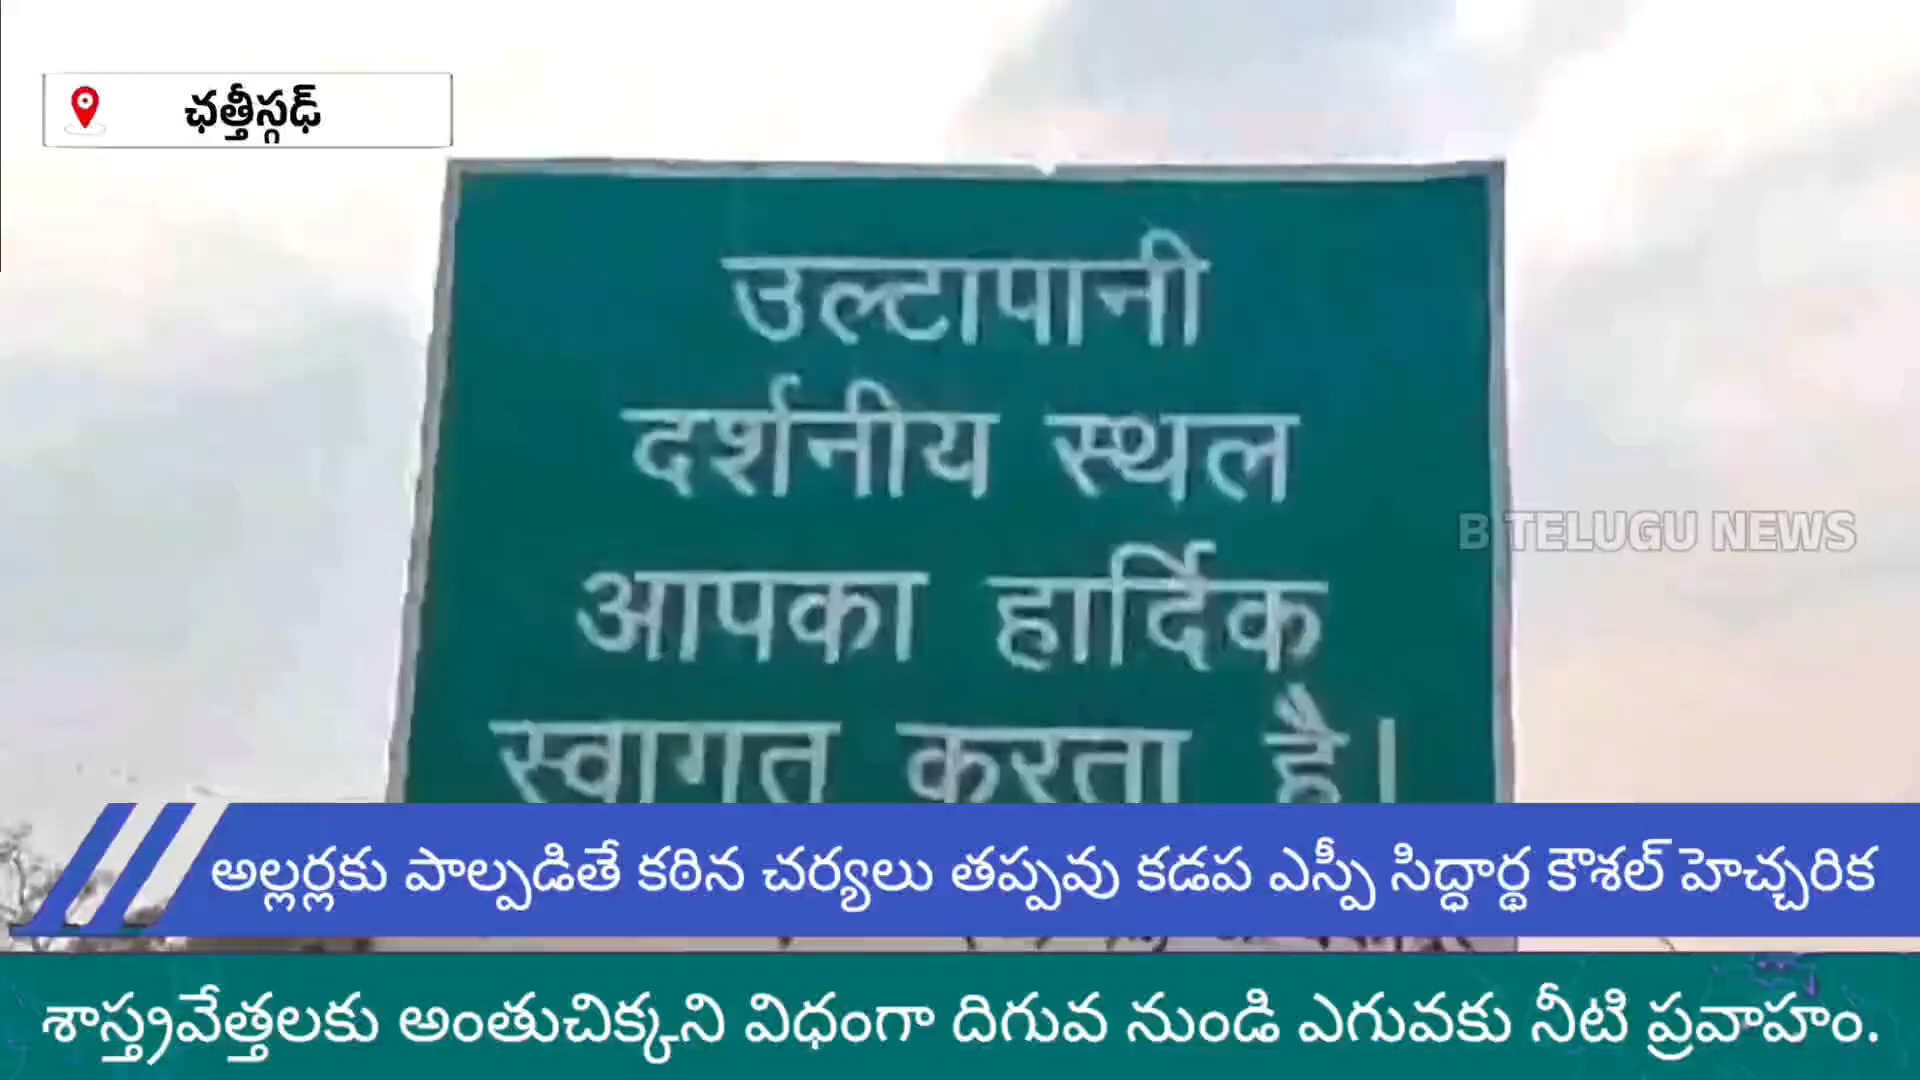 ఛత్తీస్గఢ్
उल्टापानी
दर्शनीय स्थल
आपका हार्दिक
स्वागत करता है।
B TELUGU NEWS
అల్లర్లకు పాల్పడితే కఠిన చర్యలు తప్పవు కడప ఎస్పీ సిద్ధార్థ కౌశల్ హెచ్చరిక
శాస్త్రవేత్తలకు అంతుచిక్కని విధంగా దిగువ నుండి ఎగువకు నీటి ప్రవాహం.